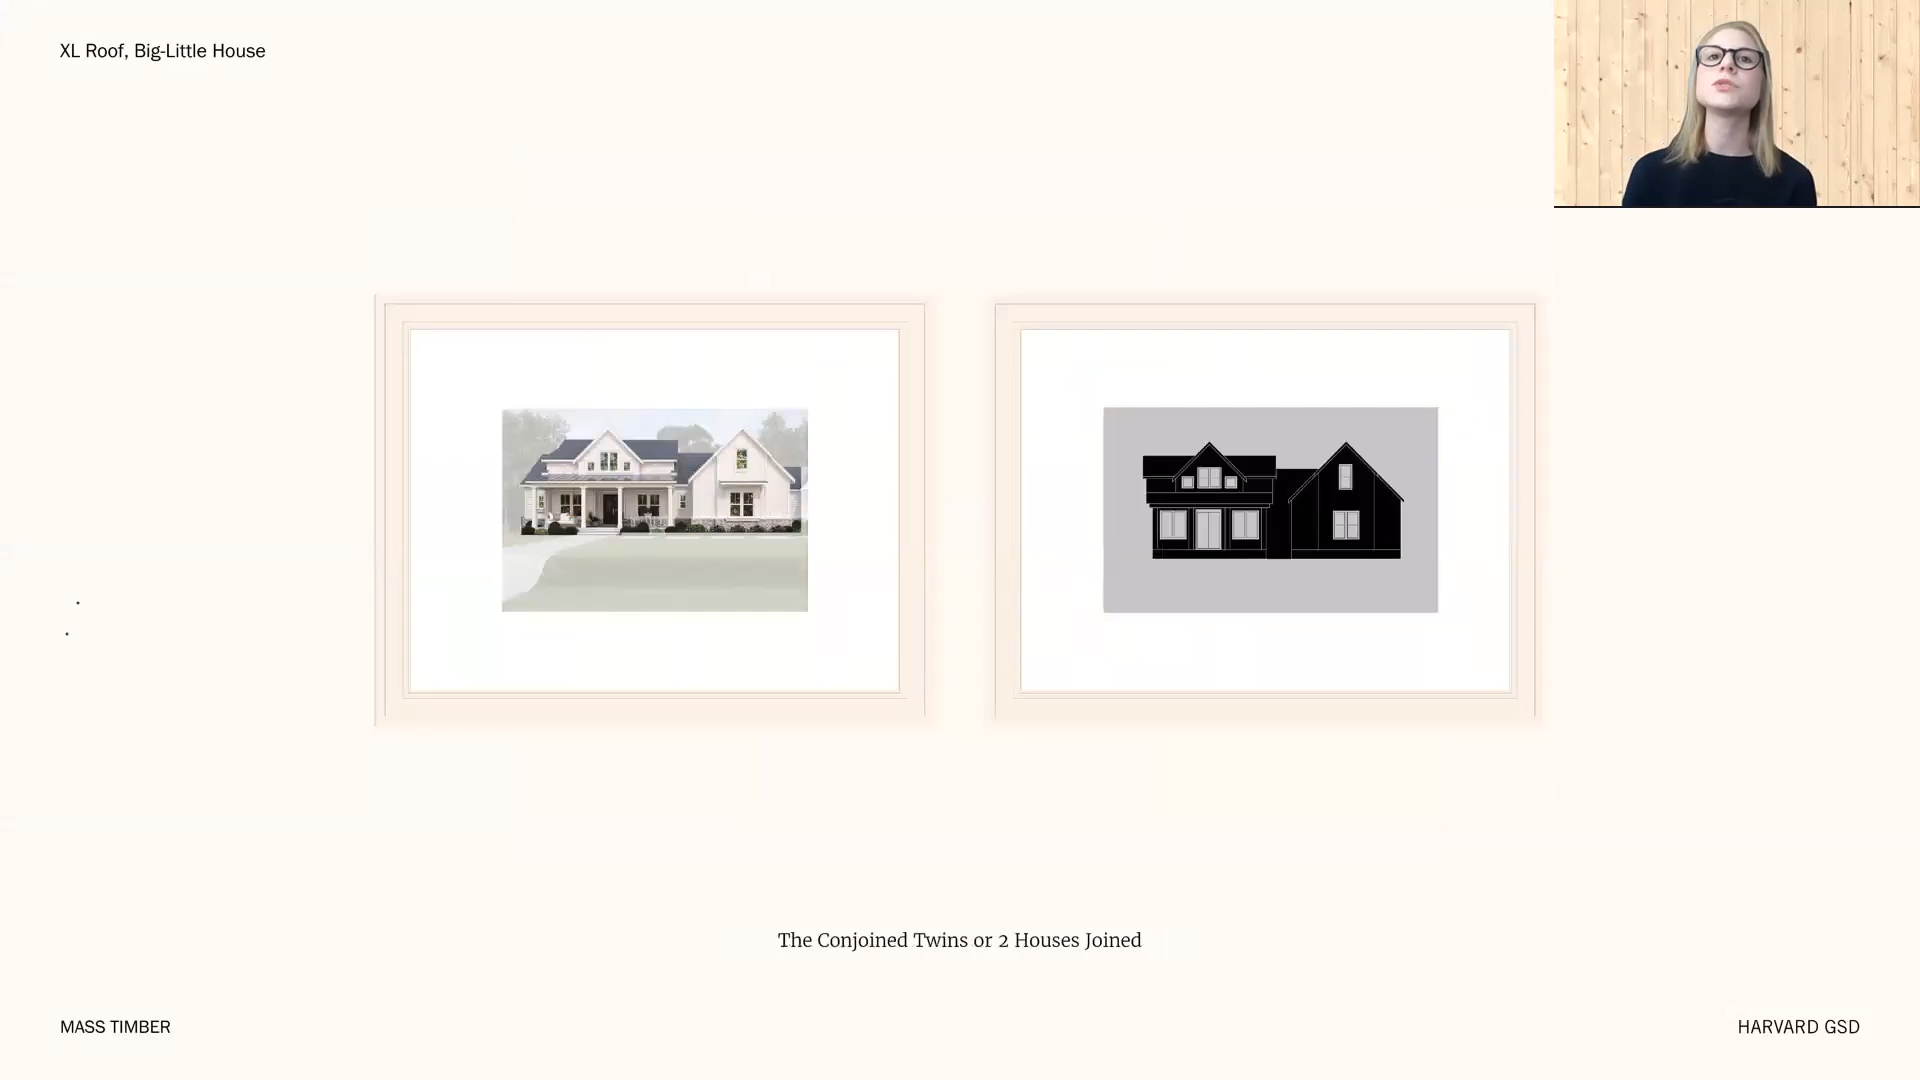 XL Roof, Big-Little House
The Conjoined Twins or 2 Houses Joined
MASS TIMBER
HARVARD GSD